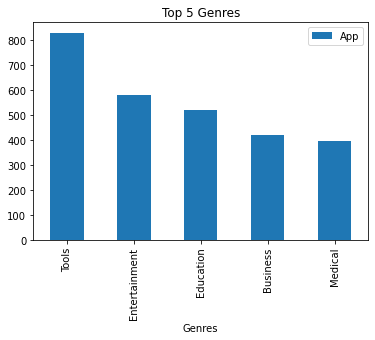 Top 5 Genres
App
800
700
600
500
400
300
200
100
0
Tools
Entertainment
Education
Business
Medical
Genres